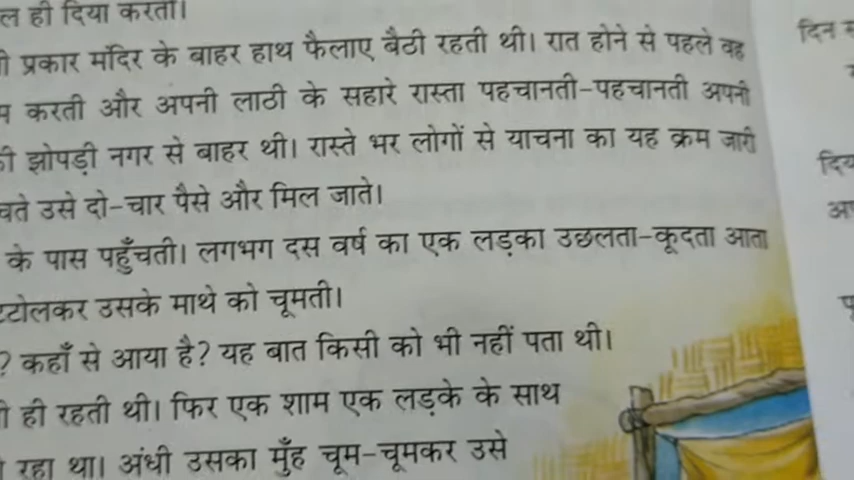 ल ही दिया करतीं।
प्रकार मंदिर के बाहर हाथ फैलाए बैठी रहती थी। रात होने से पहले वह
करती और अपनी लाठी के सहारे रास्ता पहचानती-पहचानती अपनी
झोपड़ी नगर से बाहर थी। रास्ते भर लोगों से याचना का यह क्रम जारी
उसे दो-चार पैसे और मिल जाते।
के पास पहुँचती। लगभग दस वर्ष का एक लड़का उछलता-कूदता आता
टटोलकर उसके माथे को चूमती।
? कहाँ से आया है? यह बात किसी को भी नहीं पता थी।
ही रहती थी। फिर एक शाम एक लड़के के साथ
रहा था। अंधी उसका मुँह चूम-चूमकर उसे
दिन